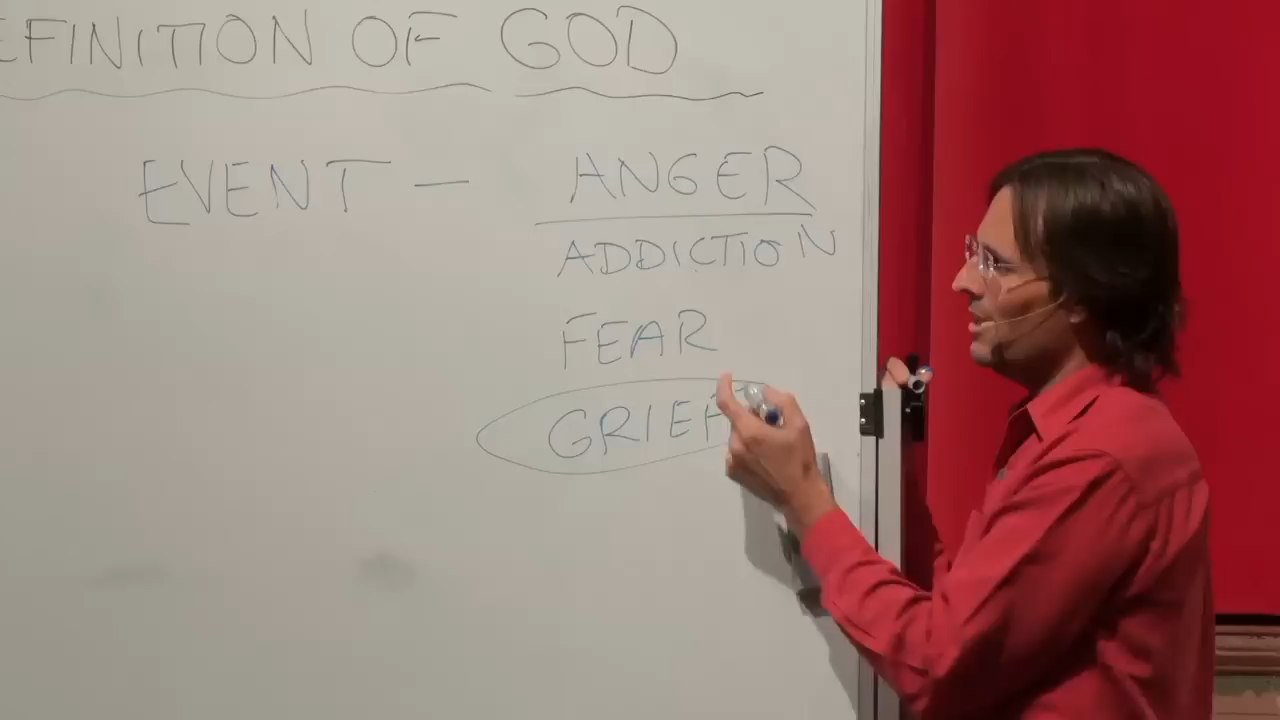 EFINITION OF GOD
EVENT — ANGER
ADDICTION
FEAR
GRIEF